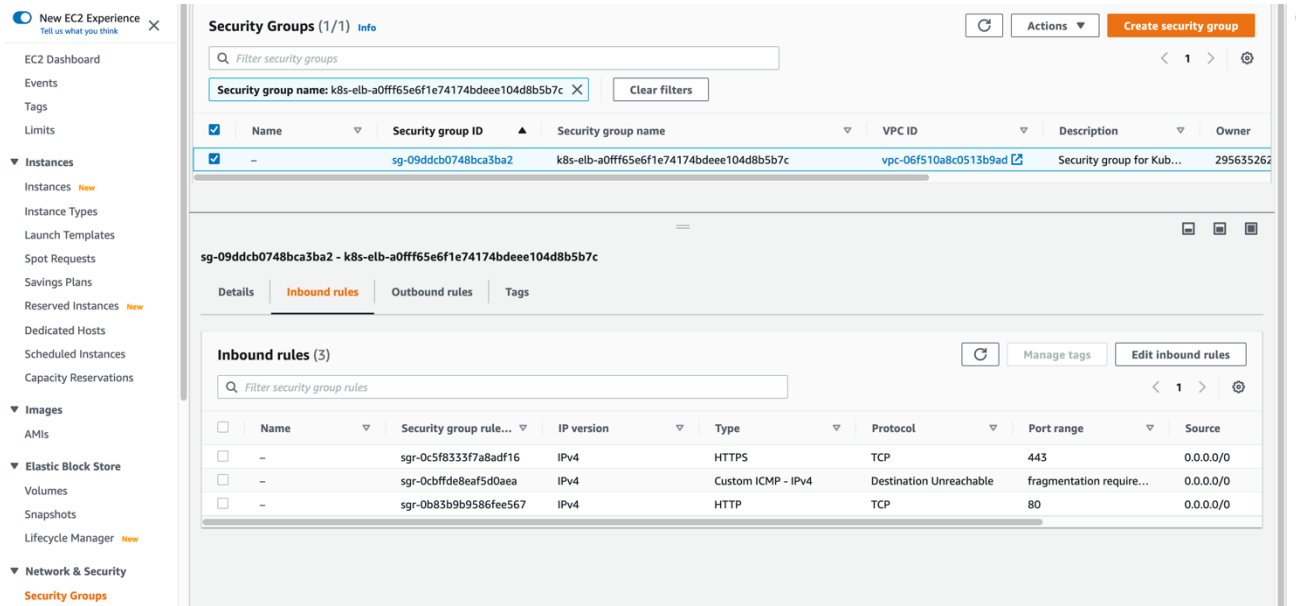 New EC2 Experience
Tell us what you think
EC2 Dashboard
Events
Tags
Limits
Instances
Instances New
Instance Types
Launch Templates
Spot Requests
Savings Plans
Reserved Instances New
Dedicated Hosts
Scheduled Instances
Capacity Reservations
Images
AMIs
Elastic Block Store
Volumes
Snapshots
Lifecycle Manager New
Network & Security
Security Groups
Security Groups (1/1) Info
Actions
Create security group
Filter security groups
1
Security group name: k8s-elb-a0fff65e6f1e74174bdeee104d8b5b7c
Clear filters
Name Security group ID Security group name VPC ID Description Owner
– sg-09ddcb0748bca3ba2 k8s-elb-a0fff65e6f1e74174bdeee104d8b5b7c vpc-06f510a8c0513b9ad Security group for Kub... 295635262
sg-09ddcb0748bca3ba2 - k8s-elb-a0fff65e6f1e74174bdeee104d8b5b7c
Details Inbound rules Outbound rules Tags
Inbound rules (3)
Manage tags
Edit inbound rules
Filter security group rules
1
Name Security group rule... IP version Type Protocol Port range Source
– sgr-0c5f8333f7a8adf16 IPv4 HTTPS TCP 443 0.0.0.0/0
– sgr-0cbffde8eaf5d0aea IPv4 Custom ICMP - IPv4 Destination Unreachable fragmentation require... 0.0.0.0/0
– sgr-0b83b9b9586fee567 IPv4 HTTP TCP 80 0.0.0.0/0